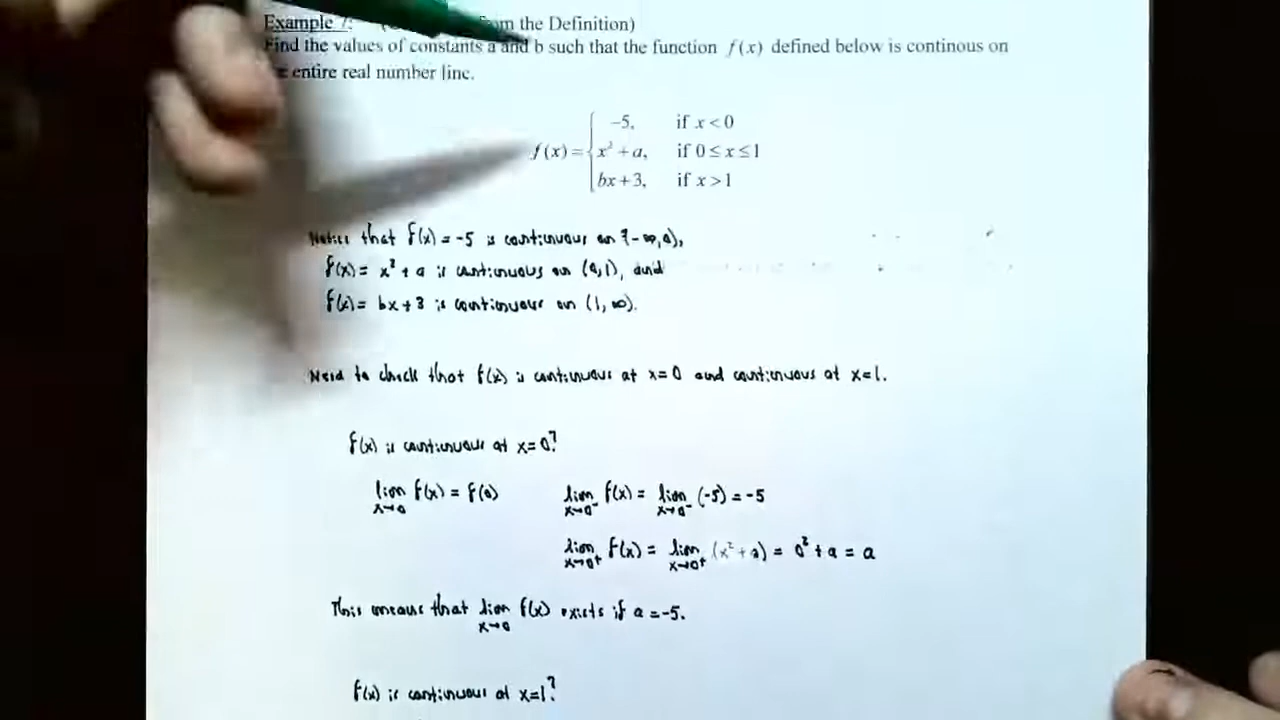 Example 7: from the Definition)
Find the values of constants a and b such that the function f(x) defined below is continous on
entire real number line.
-5, if x < 0
f(x) = { x² + a, if 0 ≤ x ≤ 1
bx + 3, if x > 1
Notice that f(x) = -5 is continuous on (-∞, 0),
f(x) = x² + a is continuous on (0, 1), and
f(x) = bx + 3 is continuous on (1, ∞).
Need to check that f(x) is continuous at x = 0 and continuous at x = 1.
f(x) is continuous at x = 0?
lim x→0 f(x) = f(0) lim x→0⁻ f(x) = lim x→0⁻ (-5) = -5
lim x→0⁺ f(x) = lim x→0⁺ (x² + a) = 0² + a = a
This means that lim x→0 f(x) exists if a = -5.
f(x) is continuous at x = 1?